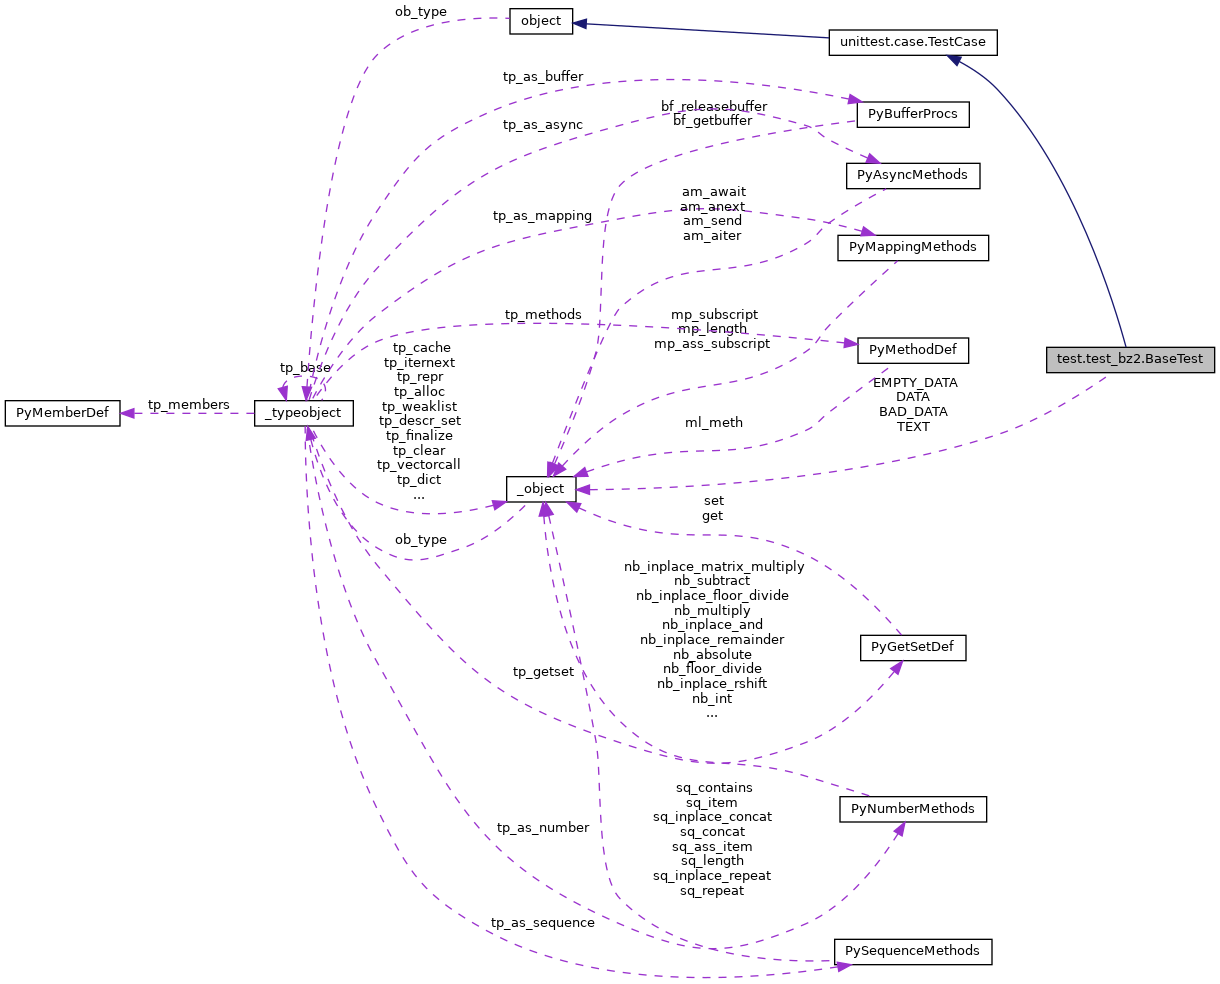 ob_type
object
unittest.case.TestCase
tp_as_buffer
bf_releasebuffer
bf_getbuffer
PyBufferProcs
tp_as_async
PyAsyncMethods
am_await
am_anext
am_send
am_aiter
tp_as_mapping
PyMappingMethods
tp_methods
mp_subscript
mp_length
mp_ass_subscript
PyMethodDef
test.test_bz2.BaseTest
tp_cache
tp_iternext
tp_repr
tp_alloc
tp_weaklist
tp_descr_set
tp_finalize
tp_clear
tp_vectorcall
tp_dict
...
tp_base
EMPTY_DATA
DATA
BAD_DATA
TEXT
PyMemberDef
tp_members
_typeobject
ml_meth
_object
set
get
ob_type
nb_inplace_matrix_multiply
nb_subtract
nb_inplace_floor_divide
nb_multiply
nb_inplace_and
nb_inplace_remainder
nb_absolute
nb_floor_divide
nb_inplace_rshift
nb_int
...
PyGetSetDef
tp_getset
sq_contains
sq_item
sq_inplace_concat
sq_concat
sq_ass_item
sq_length
sq_inplace_repeat
sq_repeat
PyNumberMethods
tp_as_number
tp_as_sequence
PySequenceMethods